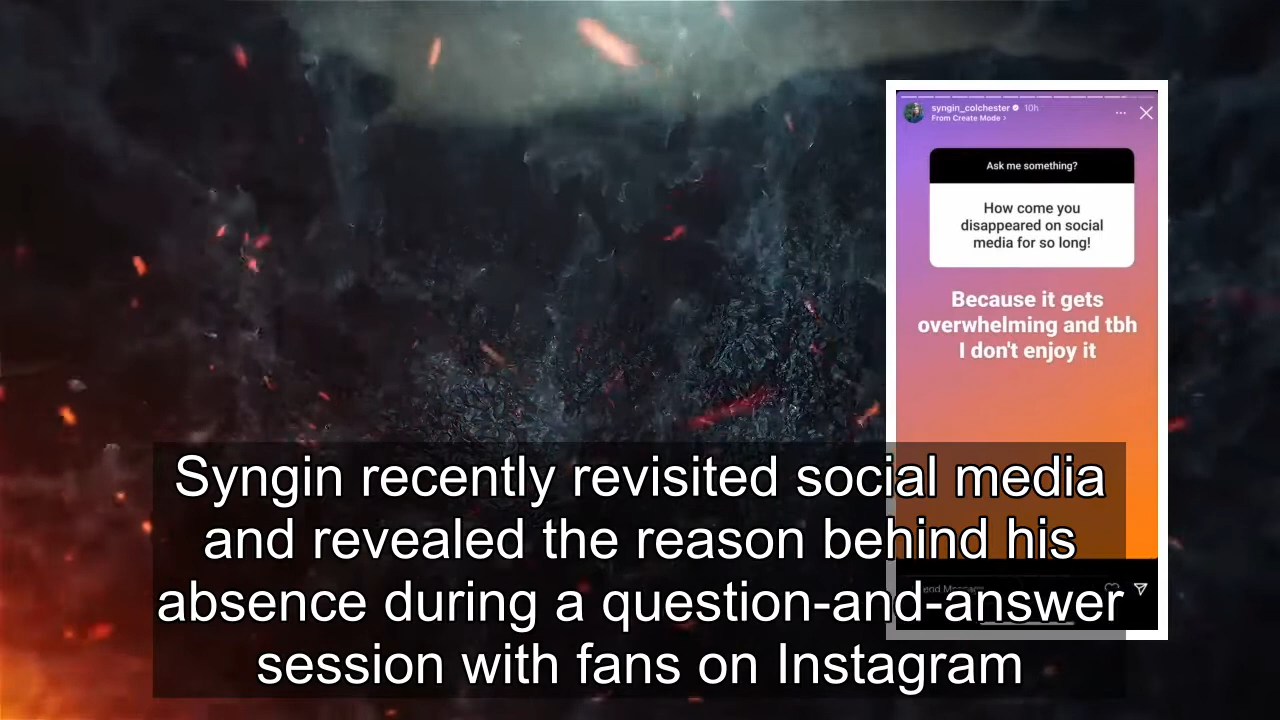 syngin_colchester 10h
From Create Mode >
Ask me something?
How come you
disappeared on social
media for so long!
Because it gets
overwhelming and tbh
I don't enjoy it
Syngin recently revisited social media
and revealed the reason behind his
absence during a question-and-answer
session with fans on Instagram